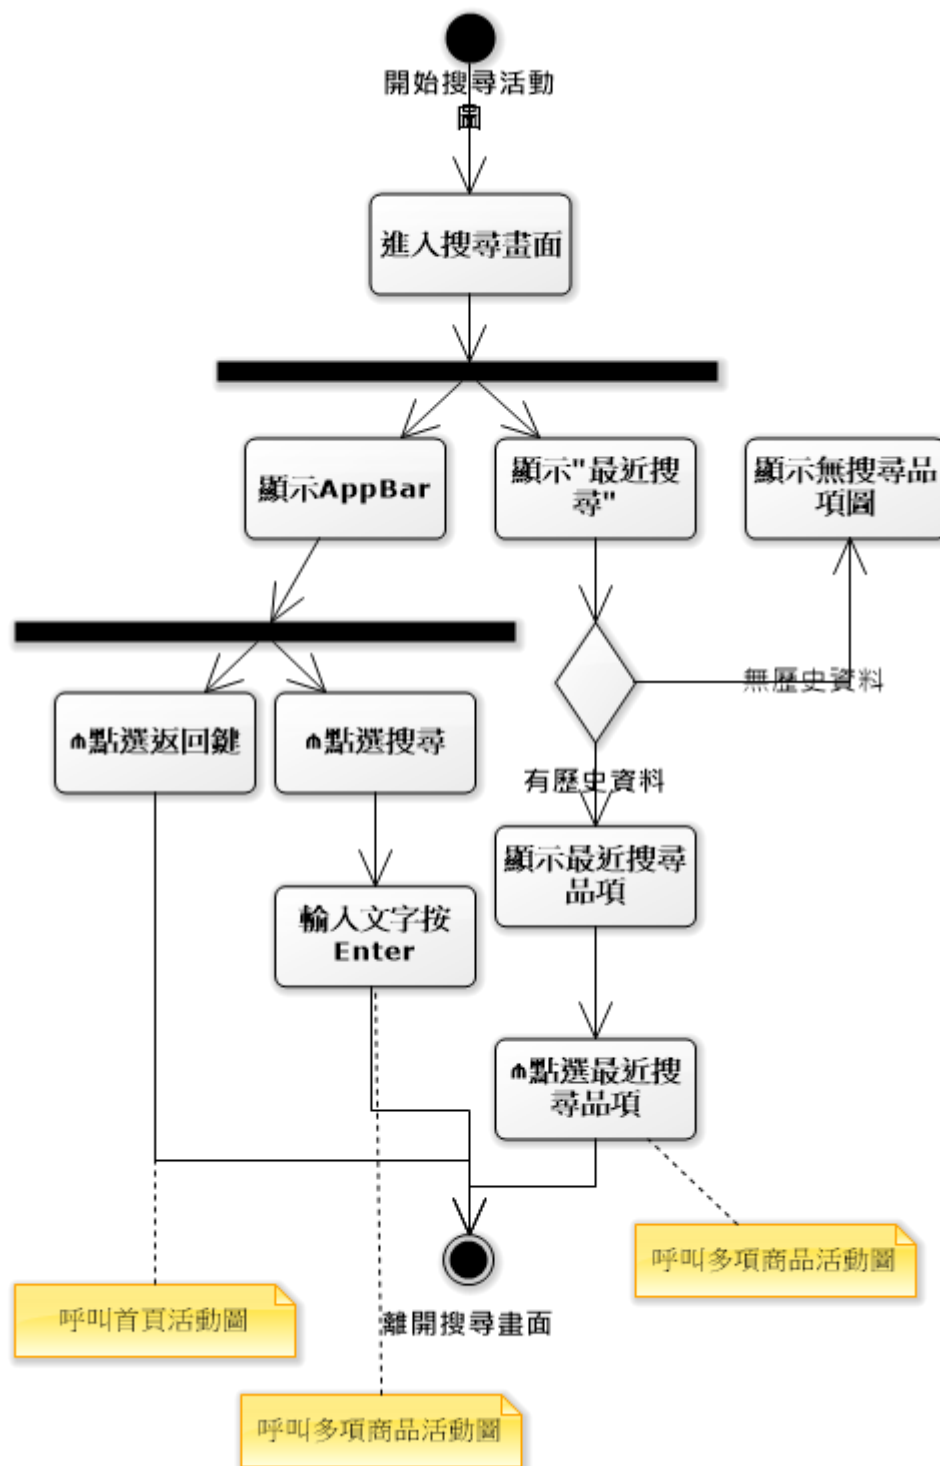 開始搜尋活動
圖
進入搜尋畫面
顯示AppBar
顯示"最近搜
尋"
顯示無搜尋品
項圖
無歷史資料
點選返回鍵
點選搜尋
有歷史資料
顯示最近搜尋
品項
輸入文字按
Enter
點選最近搜
尋品項
呼叫多項商品活動圖
呼叫首頁活動圖
離開搜尋畫面
呼叫多項商品活動圖